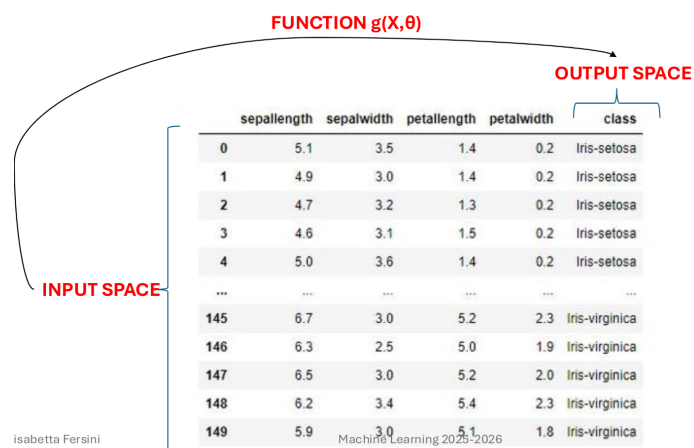 FUNCTION g(X,θ)
OUTPUT SPACE
sepallength sepalwidth petallength petalwidth class
0 5.1 3.5 1.4 0.2 Iris-setosa
1 4.9 3.0 1.4 0.2 Iris-setosa
2 4.7 3.2 1.3 0.2 Iris-setosa
3 4.6 3.1 1.5 0.2 Iris-setosa
4 5.0 3.6 1.4 0.2 Iris-setosa
INPUT SPACE
... ... ... ... ... ...
145 6.7 3.0 5.2 2.3 Iris-virginica
146 6.3 2.5 5.0 1.9 Iris-virginica
147 6.5 3.0 5.2 2.0 Iris-virginica
148 6.2 3.4 5.4 2.3 Iris-virginica
149 5.9 3.0 5.1 1.8 Iris-virginica
isabetta Fersini
Machine Learning 2025-2026